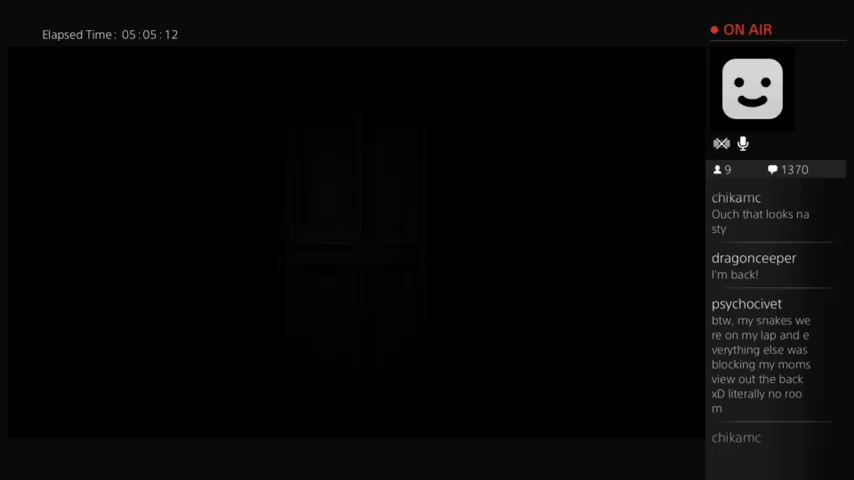 Elapsed Time: 05:05:12
ON AIR
9 1370
chikamc
Ouch that looks na
sty
dragonceeper
I'm back!
psychocivet
btw, my snakes we
re on my lap and e
verything else was
blocking my moms
view out the back
xD literally no roo
m
chikamc